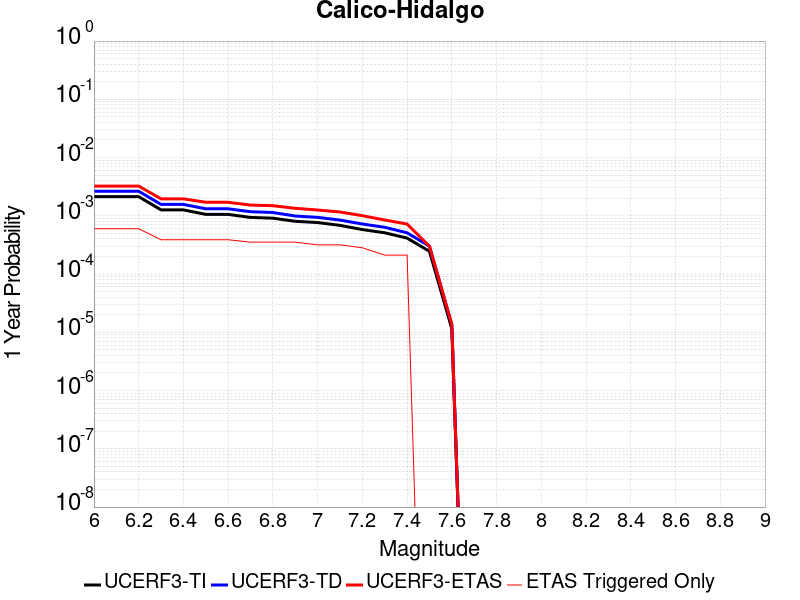 Calico-Hidalgo
1 Year Probability
10 0
10 -1
10 -2
10 -3
10 -4
10 -5
10 -6
10 -7
10 -8
6 6.2 6.4 6.6 6.8 7 7.2 7.4 7.6 7.8 8 8.2 8.4 8.6 8.8 9
Magnitude
UCERF3-TI UCERF3-TD UCERF3-ETAS ETAS Triggered Only